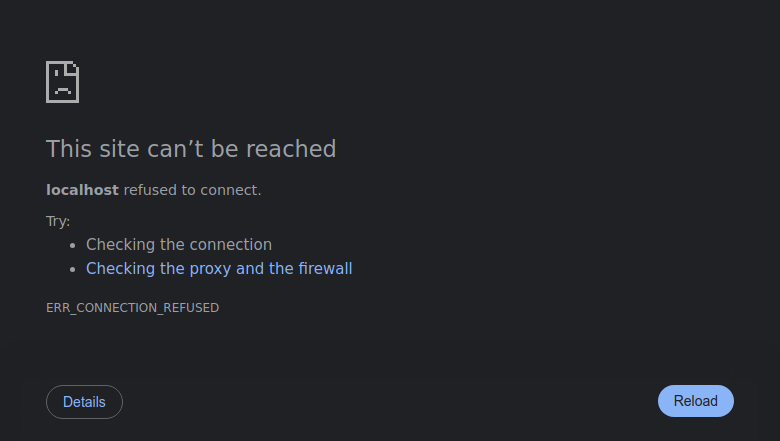 This site can’t be reached
localhost refused to connect.
Try:
Checking the connection
Checking the proxy and the firewall
ERR_CONNECTION_REFUSED
Details
Reload